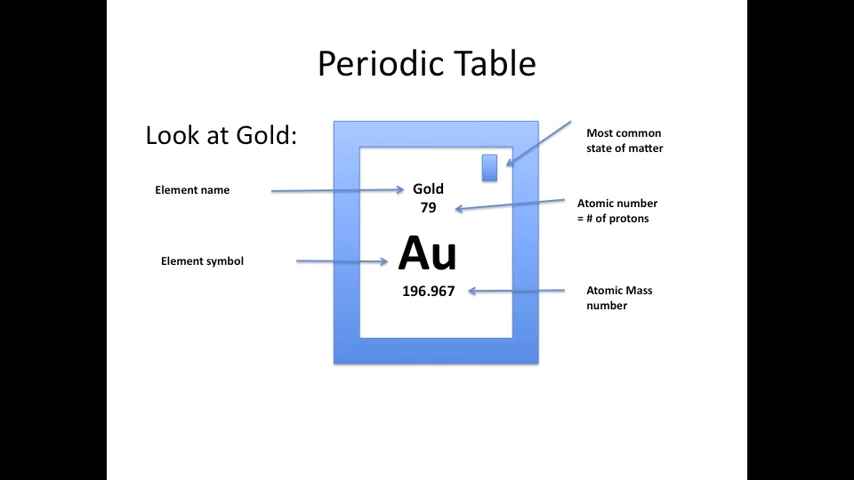 Periodic Table
Look at Gold:
Most common
state of matter
Element name
Gold
79
Atomic number
= # of protons
Element symbol
Au
196.967
Atomic Mass
number